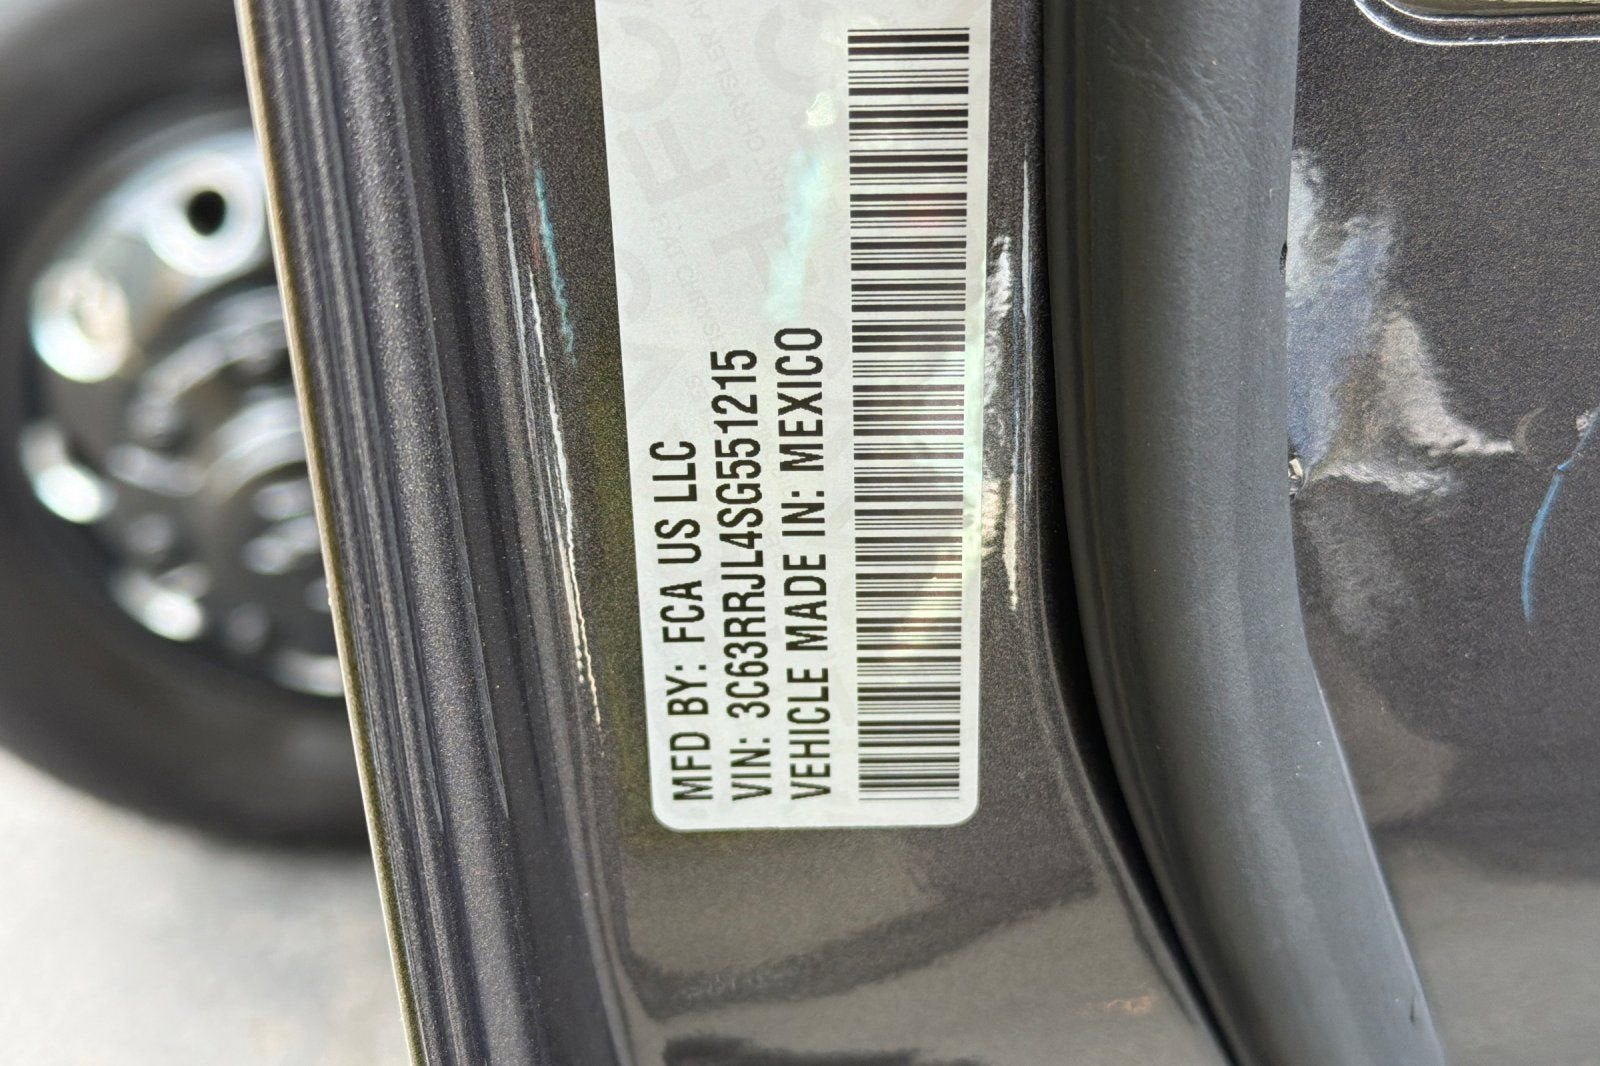 MFD BY: FCA US LLC
VIN: 3C63RRJL4SG551215
VEHICLE MADE IN: MEXICO